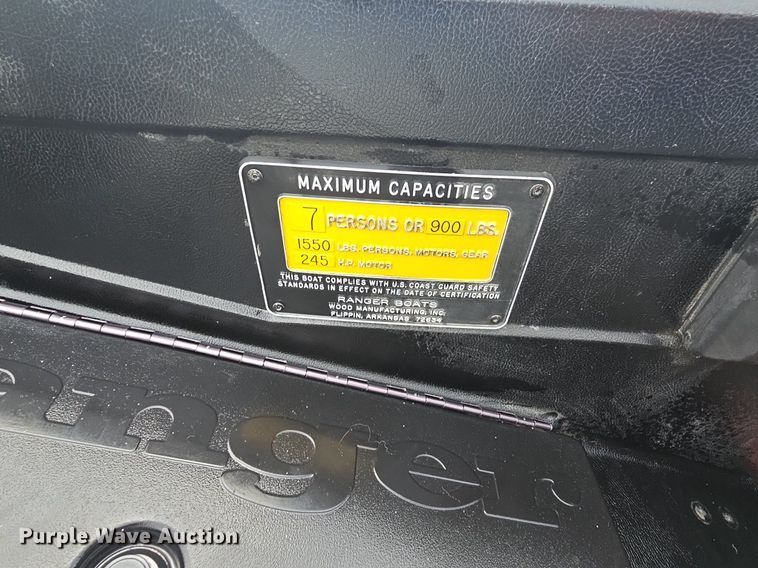 MAXIMUM CAPACITIES
7 PERSONS OR 900 LBS.
1550 LBS. PERSONS, MOTORS, GEAR
245 H.P. MOTOR
THIS BOAT COMPLIES WITH U.S. COAST GUARD SAFETY
STANDARDS IN EFFECT ON THE DATE OF CERTIFICATION
RANGER BOATS
WOOD MANUFACTURING, INC.
FLIPPIN, ARKANSAS 72634
anger
Purple Wave Auction